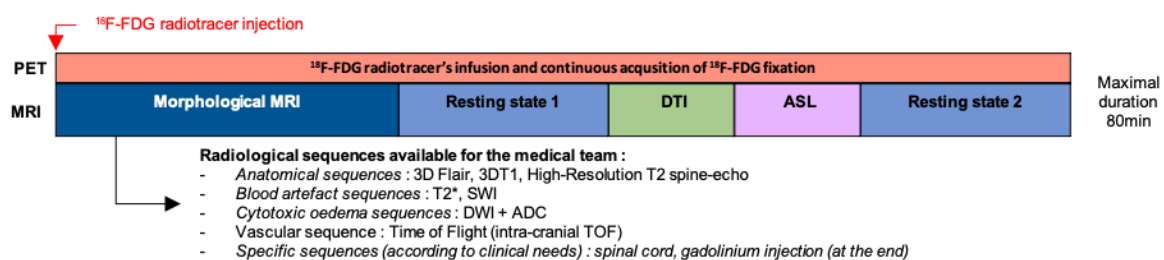 ¹⁸F-FDG radiotracer injection
PET
¹⁸F-FDG radiotracer's infusion and continuous acqusition of ¹⁸F-FDG fixation
MRI
Morphological MRI
Resting state 1
DTI
ASL
Resting state 2
Maximal
duration
80min
Radiological sequences available for the medical team :
- Anatomical sequences : 3D Flair, 3DT1, High-Resolution T2 spine-echo
- Blood artefact sequences : T2*, SWI
- Cytotoxic oedema sequences : DWI + ADC
- Vascular sequence : Time of Flight (intra-cranial TOF)
- Specific sequences (according to clinical needs) : spinal cord, gadolinium injection (at the end)